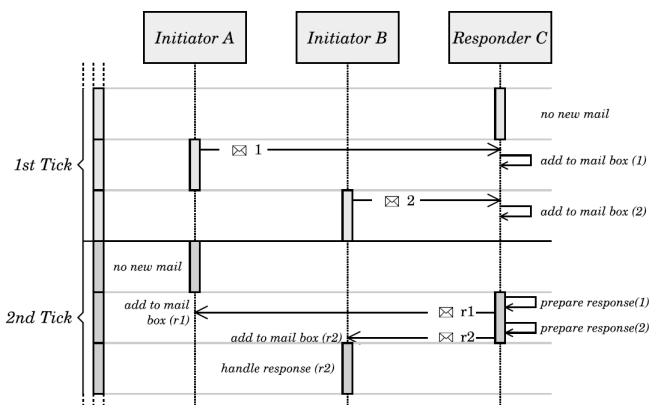 Initiator A
Initiator B
Responder C
no new mail
1
1st Tick
add to mail box (1)
2
add to mail box (2)
no new mail
add to mail
box (r1)
r1
prepare response(1)
2nd Tick
prepare response(2)
add to mail box (r2)
r2
handle response (r2)